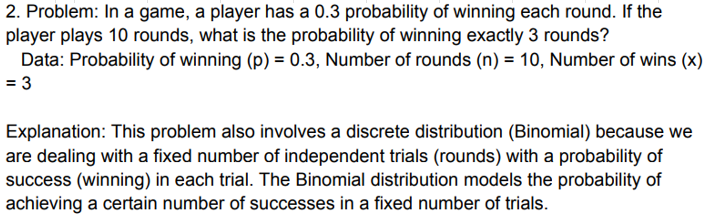 2. Problem: In a game, a player has a 0.3 probability of winning each round. If the
player plays 10 rounds, what is the probability of winning exactly 3 rounds?
Data: Probability of winning (p) = 0.3, Number of rounds (n) = 10, Number of wins (x)
= 3
Explanation: This problem also involves a discrete distribution (Binomial) because we
are dealing with a fixed number of independent trials (rounds) with a probability of
success (winning) in each trial. The Binomial distribution models the probability of
achieving a certain number of successes in a fixed number of trials.